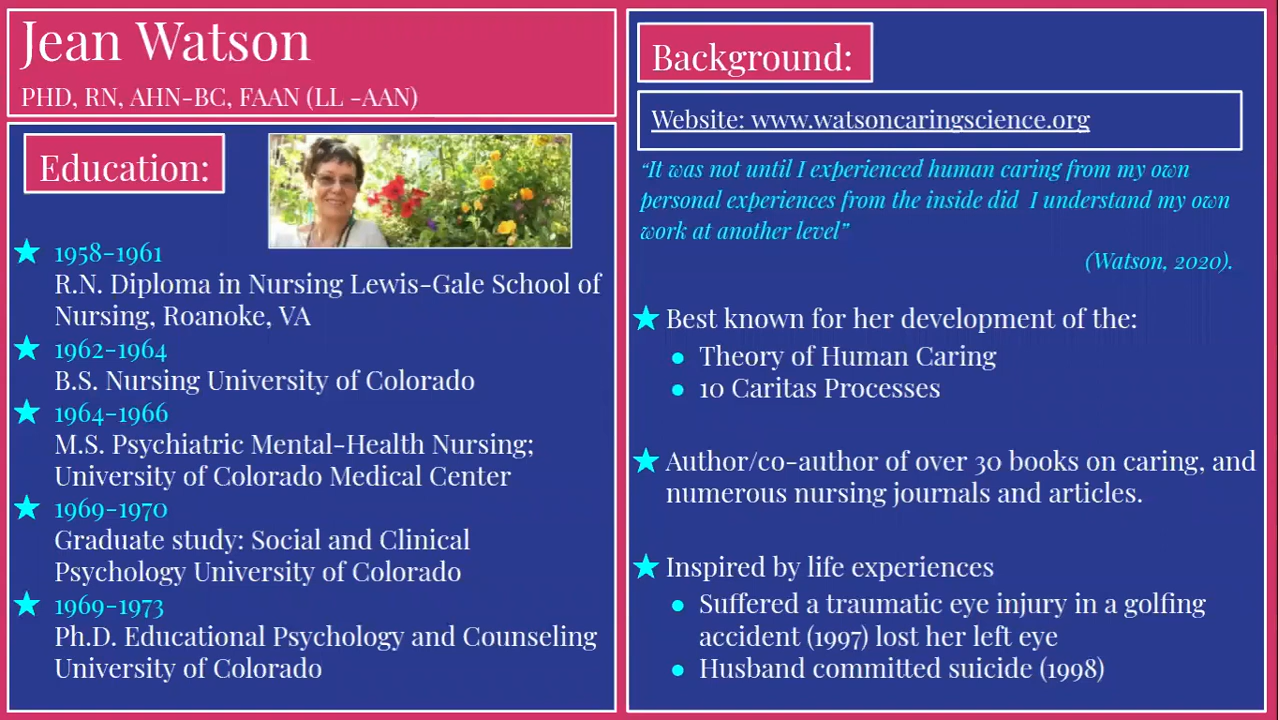 Jean Watson
PHD, RN, AHN-BC, FAAN (LL -AAN)
Education:
1958-1961
R.N. Diploma in Nursing Lewis-Gale School of
Nursing, Roanoke, VA
1962-1964
B.S. Nursing University of Colorado
1964-1966
M.S. Psychiatric Mental-Health Nursing;
University of Colorado Medical Center
1969-1970
Graduate study: Social and Clinical
Psychology University of Colorado
1969-1973
Ph.D. Educational Psychology and Counseling
University of Colorado
Background:
Website: www.watsoncaringscience.org
“It was not until I experienced human caring from my own
personal experiences from the inside did  I understand my own
work at another level”
(Watson, 2020).
Best known for her development of the:
Theory of Human Caring
10 Caritas Processes
Author/co-author of over 30 books on caring, and
numerous nursing journals and articles.
Inspired by life experiences
Suffered a traumatic eye injury in a golfing
accident (1997) lost her left eye
Husband committed suicide (1998)